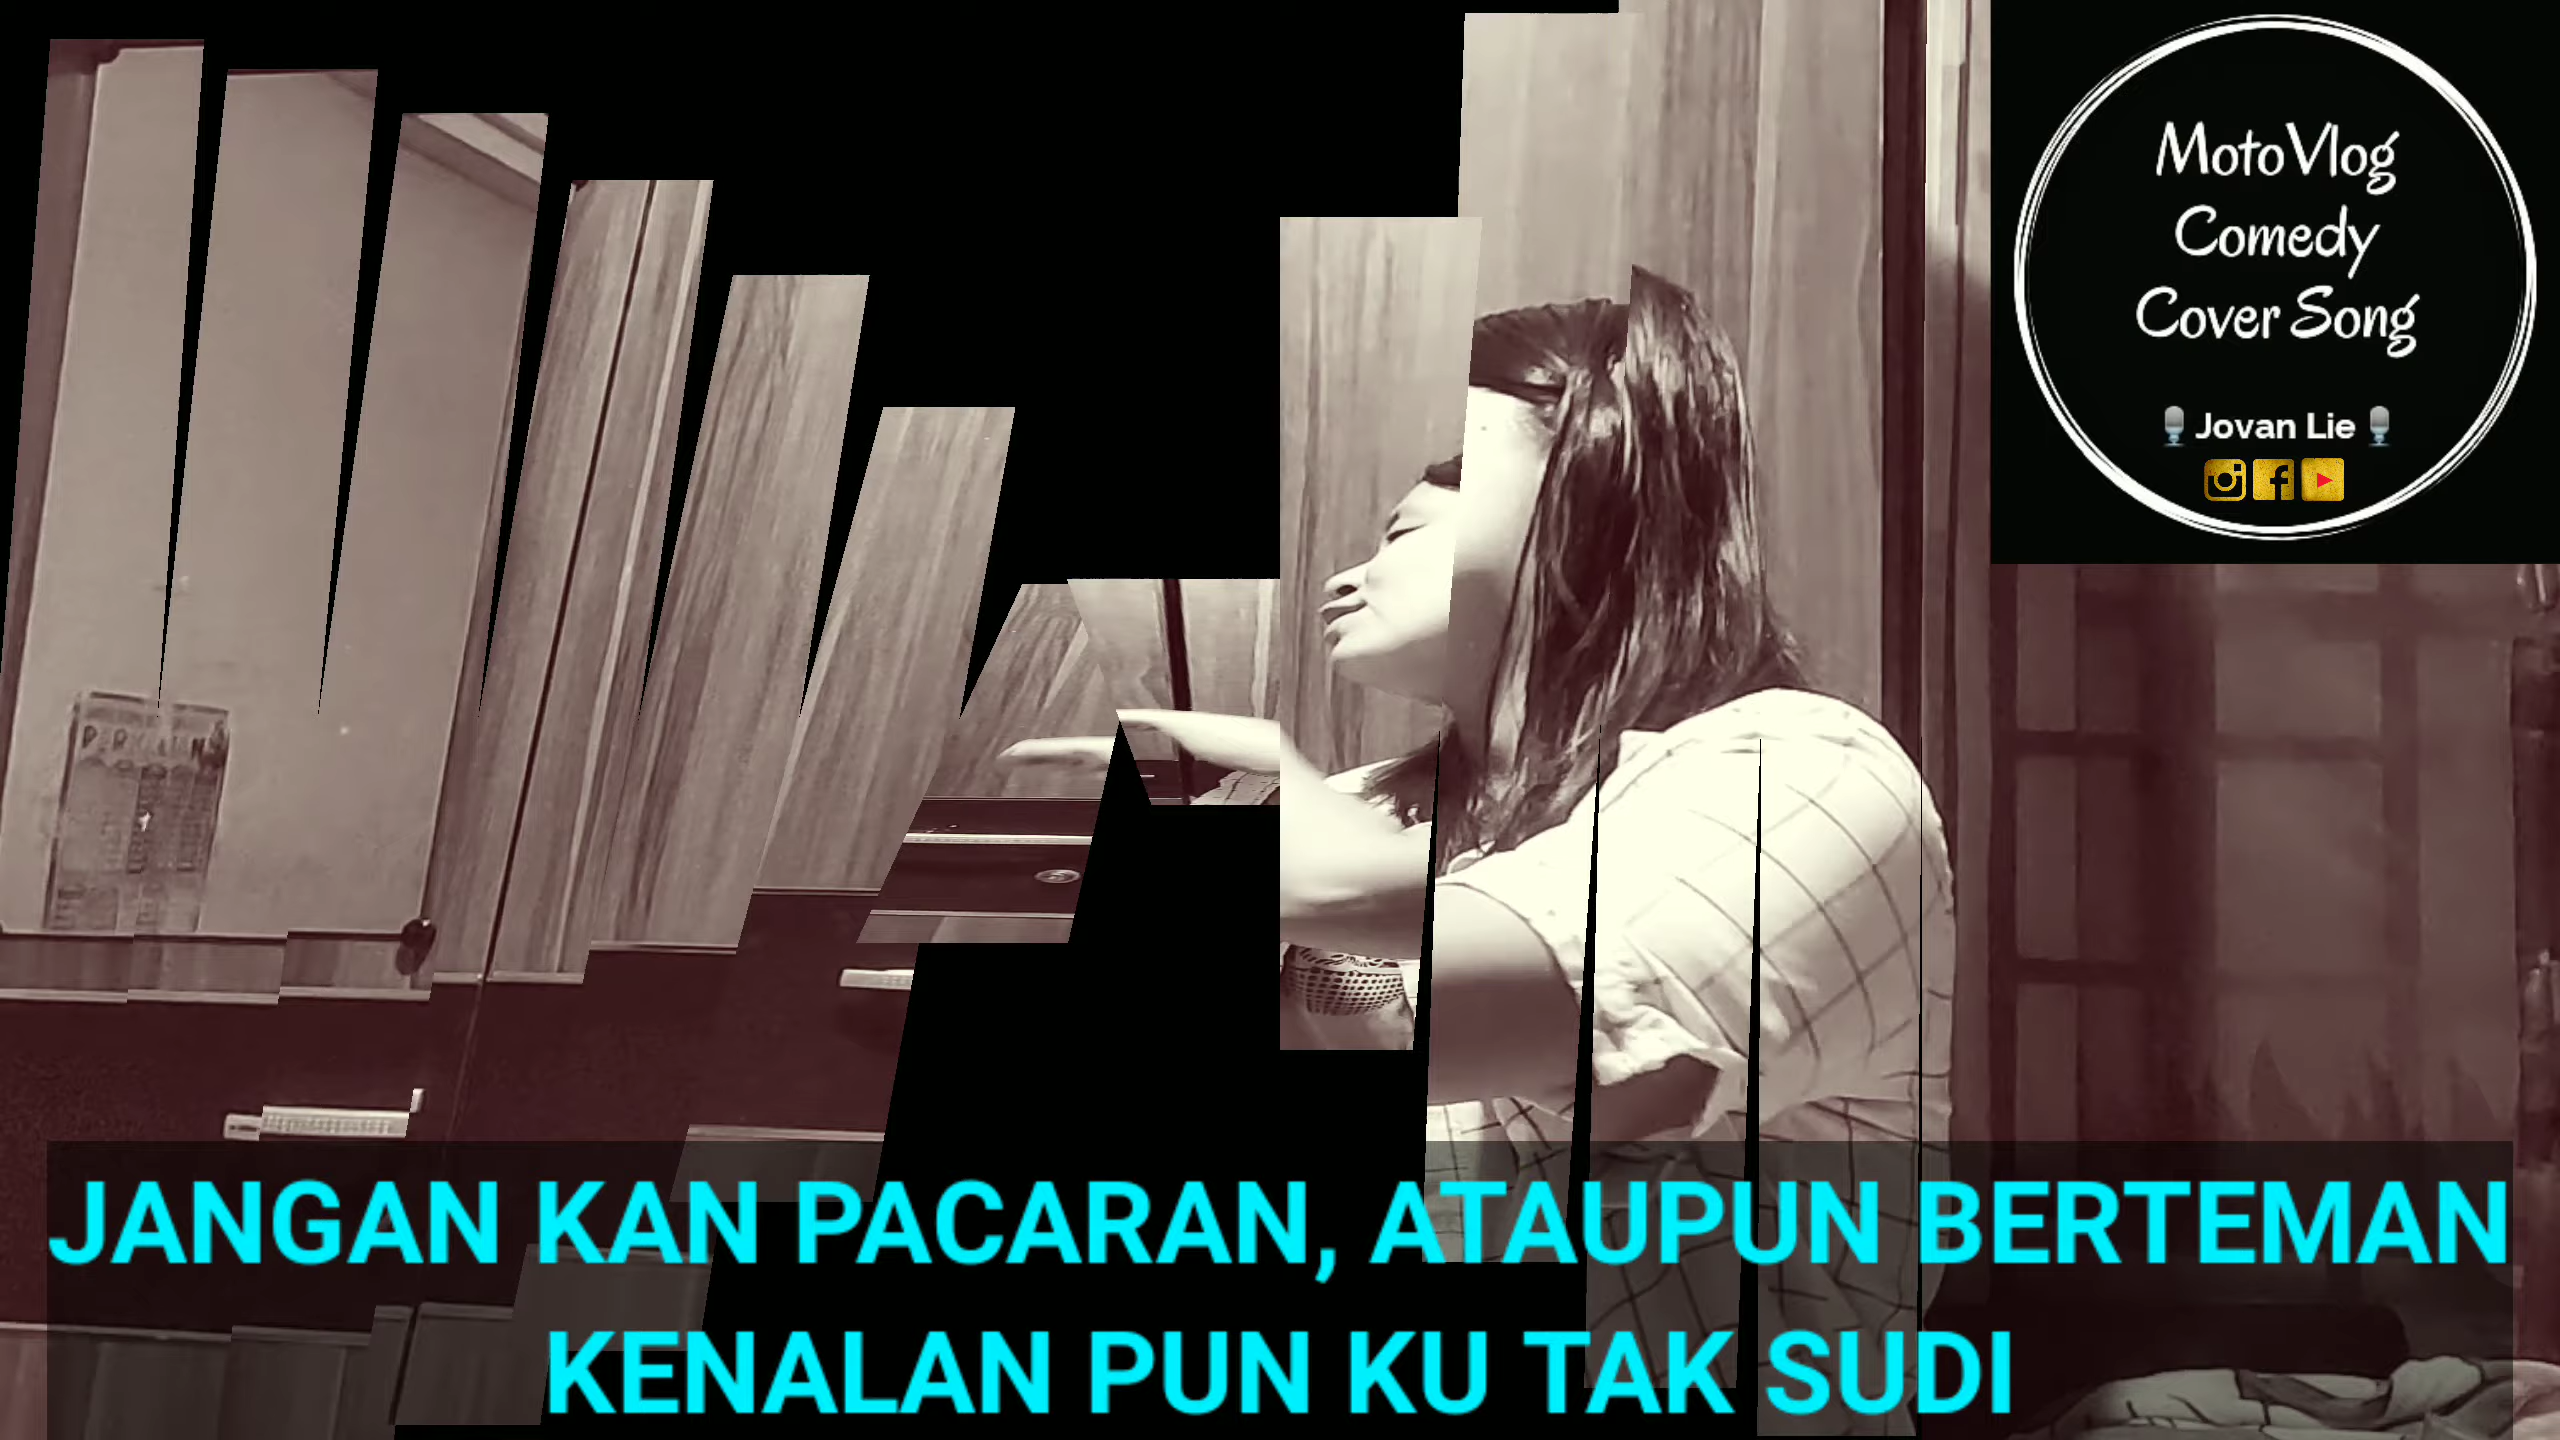 MotoVlog
Comedy
Cover Song
Jovan Lie
JANGAN KAN PACARAN, ATAUPUN BERTEMAN
KENALAN PUN KU TAK SUDI